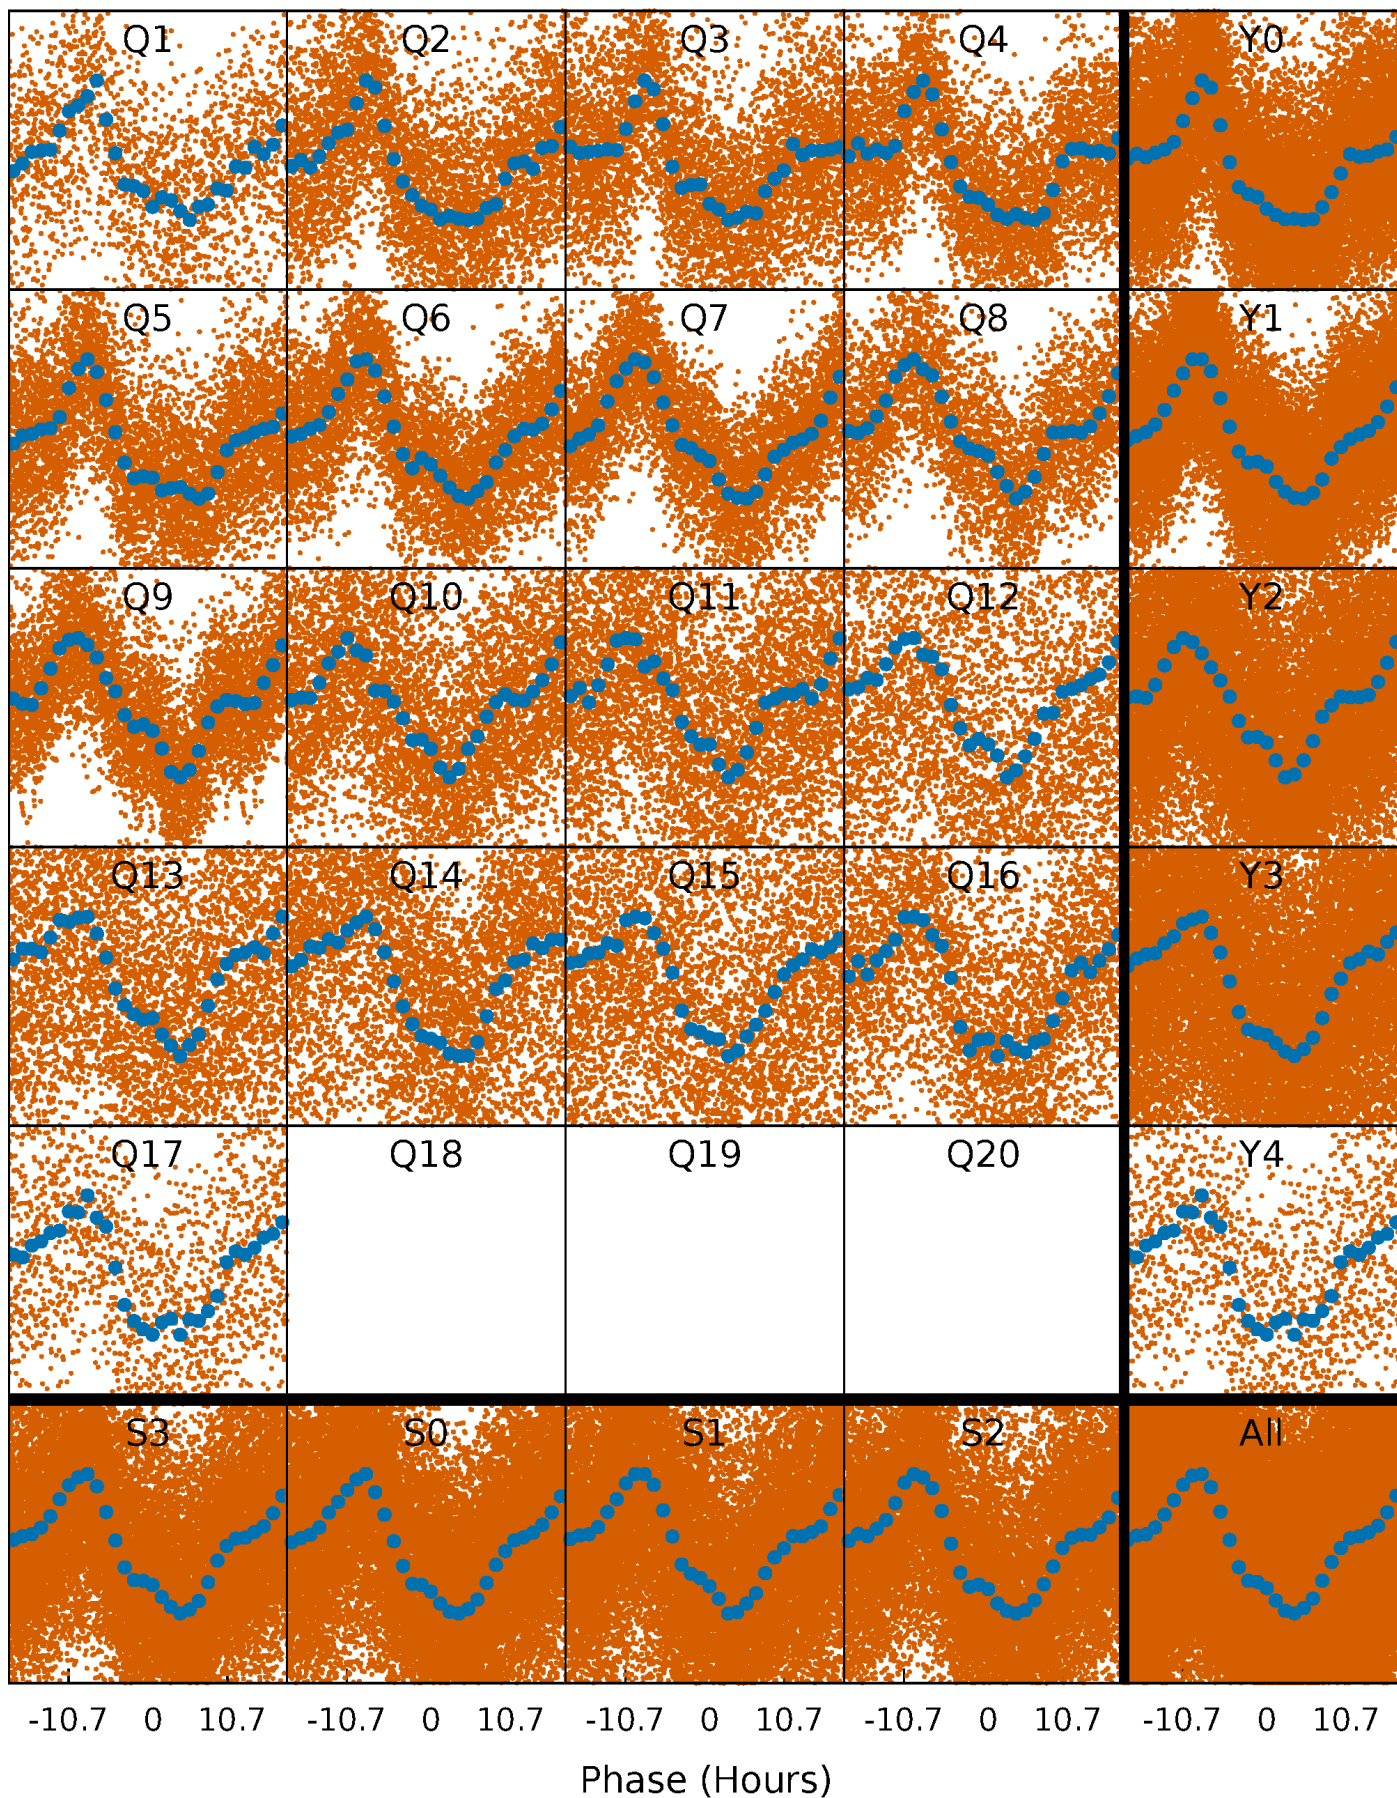 Q1 Q2 Q3 Q4 Y0
Q5 Q6 Q7 Q8 Y1
Q9 Q10 Q11 Q12 Y2
Q13 Q14 Q15 Q16 Y3
Q17 Q18 Q19 Q20 Y4
S3 S0 S1 S2 All
-10.7 0 10.7 -10.7 0 10.7 -10.7 0 10.7 -10.7 0 10.7 -10.7 0 10.7
Phase (Hours)